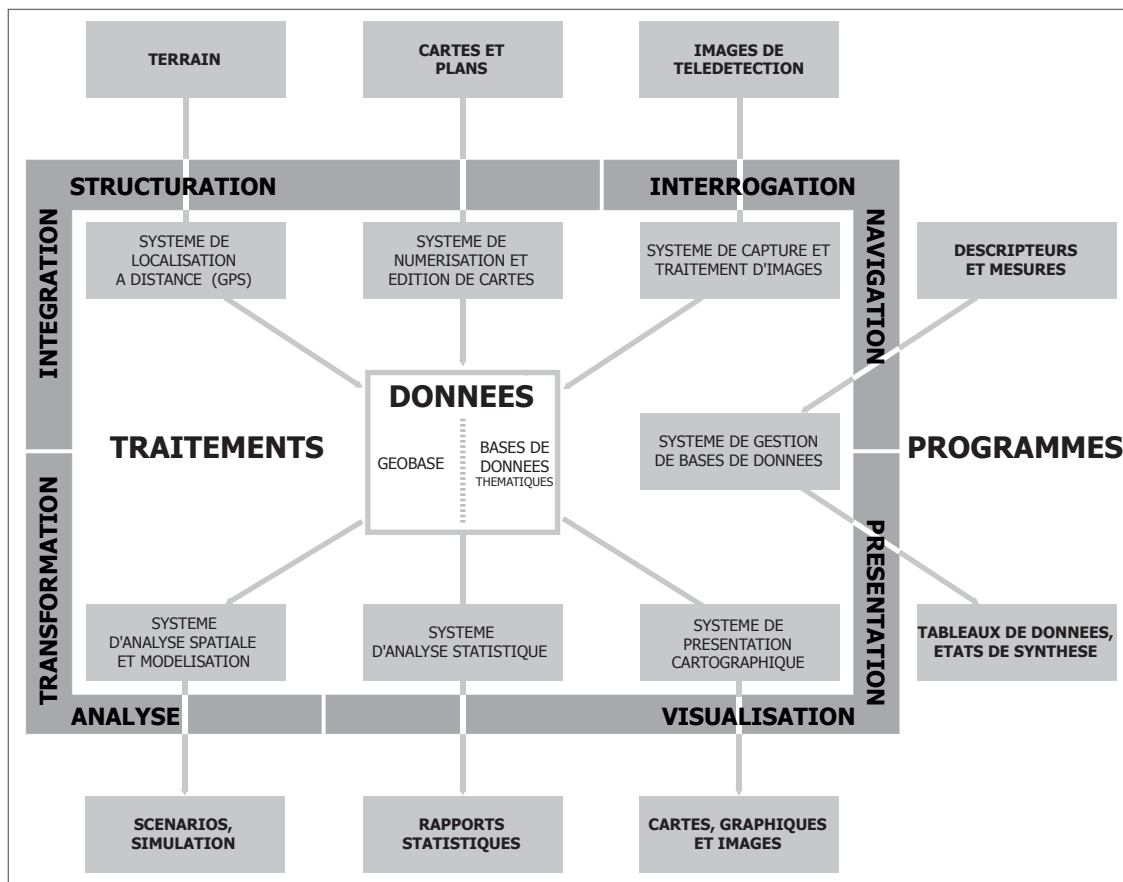 TERRAIN
CARTES ET
PLANS
IMAGES DE
TELEDETECTION
STRUCTURATION
INTERROGATION
INTEGRATION
NAVIGATION
SYSTEME DE
LOCALISATION
A DISTANCE (GPS)
SYSTEME DE
NUMERISATION ET
EDITION DE CARTES
SYSTEME DE CAPTURE ET
TRAITEMENT D'IMAGES
DESCRIPTEURS
ET MESURES
DONNEES
GEOBASE
BASES DE
DONNEES
THEMATIQUES
TRAITEMENTS
SYSTEME DE GESTION
DE BASES DE DONNEES
PROGRAMMES
TRANSFORMATION
PRESENTATION
SYSTEME
D'ANALYSE SPATIALE
ET MODELISATION
SYSTEME
D'ANALYSE STATISTIQUE
SYSTEME DE
PRESENTATION
CARTOGRAPHIQUE
TABLEAUX DE DONNEES,
ETATS DE SYNTHESE
ANALYSE
VISUALISATION
SCENARIOS,
SIMULATION
RAPPORTS
STATISTIQUES
CARTES, GRAPHIQUES
ET IMAGES